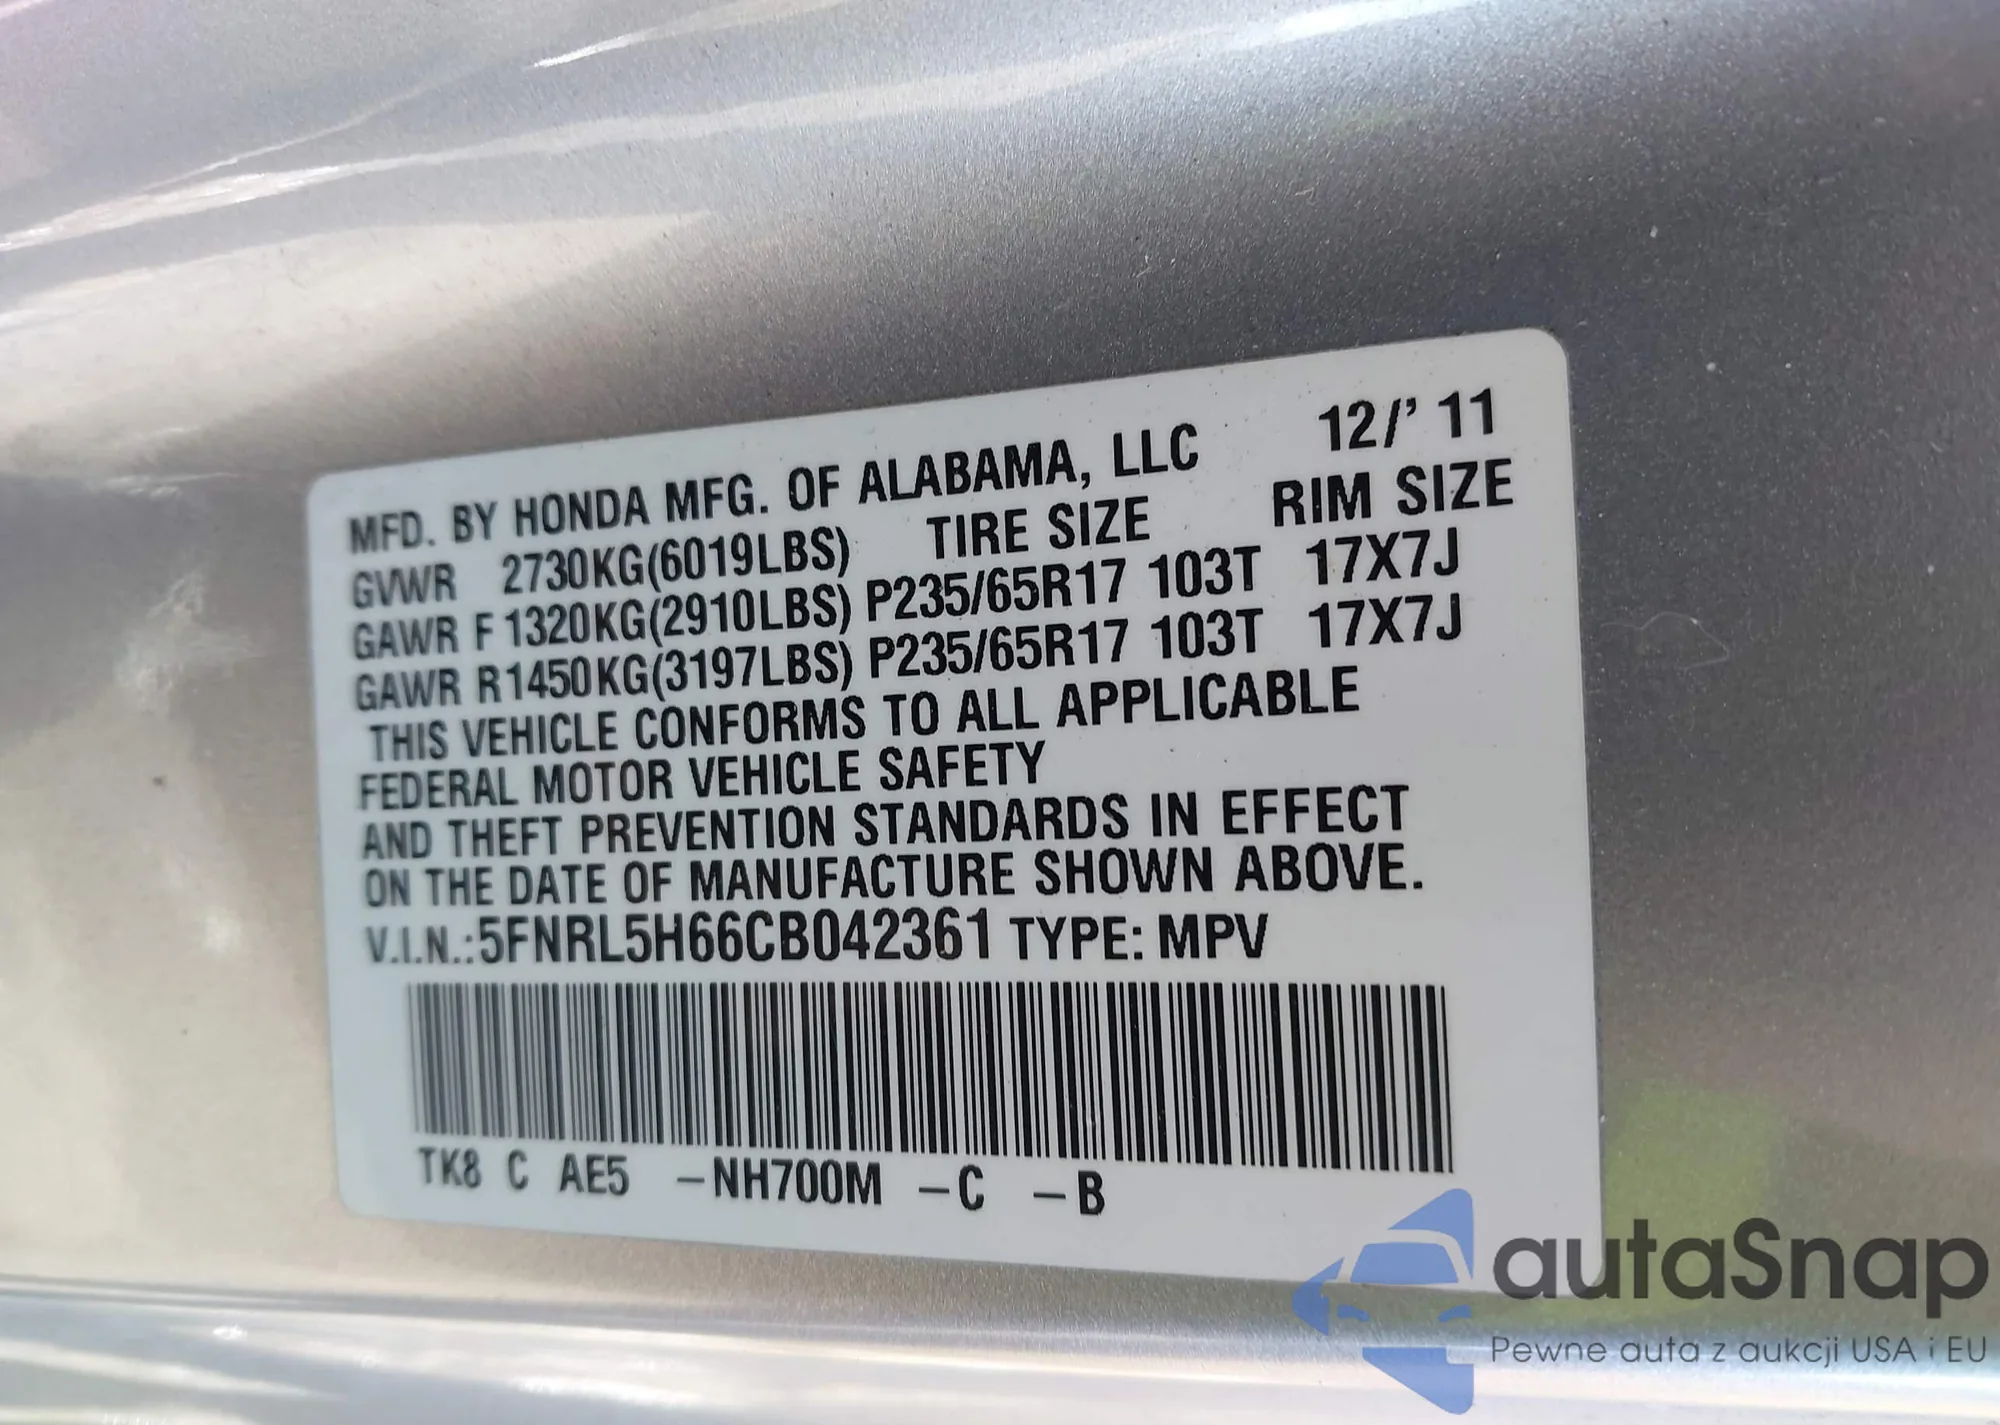 MFD. BY HONDA MFG. OF ALABAMA, LLC 12/' 11
GVWR 2730KG(6019LBS) TIRE SIZE RIM SIZE
GAWR F 1320KG(2910LBS) P235/65R17 103T 17X7J
GAWR R1450KG(3197LBS) P235/65R17 103T 17X7J
THIS VEHICLE CONFORMS TO ALL APPLICABLE
FEDERAL MOTOR VEHICLE SAFETY
AND THEFT PREVENTION STANDARDS IN EFFECT
ON THE DATE OF MANUFACTURE SHOWN ABOVE.
V.I.N.:5FNRL5H66CB042361 TYPE: MPV
TK8 C AE5 –NH700M –C –B
autaSnap
Pewne auta z aukcji USA i EU